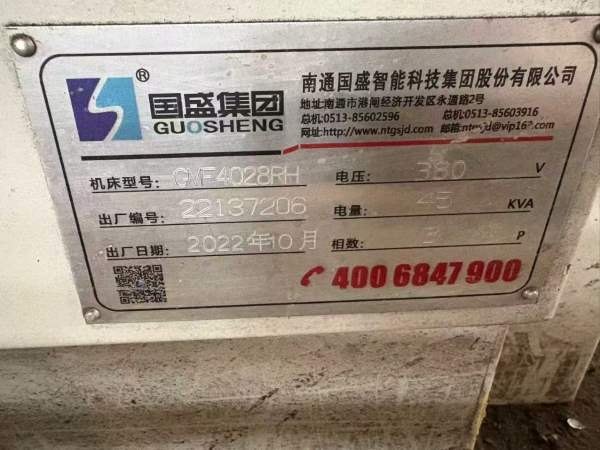 ®
国盛集团
GUOSHENG
南通国盛智能科技集团股份有限公司
地址:南通市港闸经济开发区永通路2号
总机:0513-85602596 总机:0513-85603916
网址:http://www.ntgsjd.com
机床型号: GMF4028RH 电压: 380 V
出厂编号: 22137206 电量: 45 KVA
出厂日期: 2022年10月 相数: P
400 6847 900